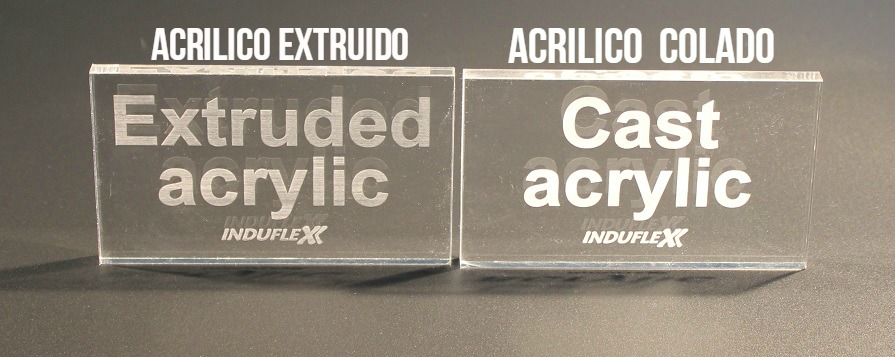 ACRILICO EXTRUIDO
ACRILICO COLADO
Extruded
acrylic
INDUFLEX
Cast
acrylic
INDUFLEX